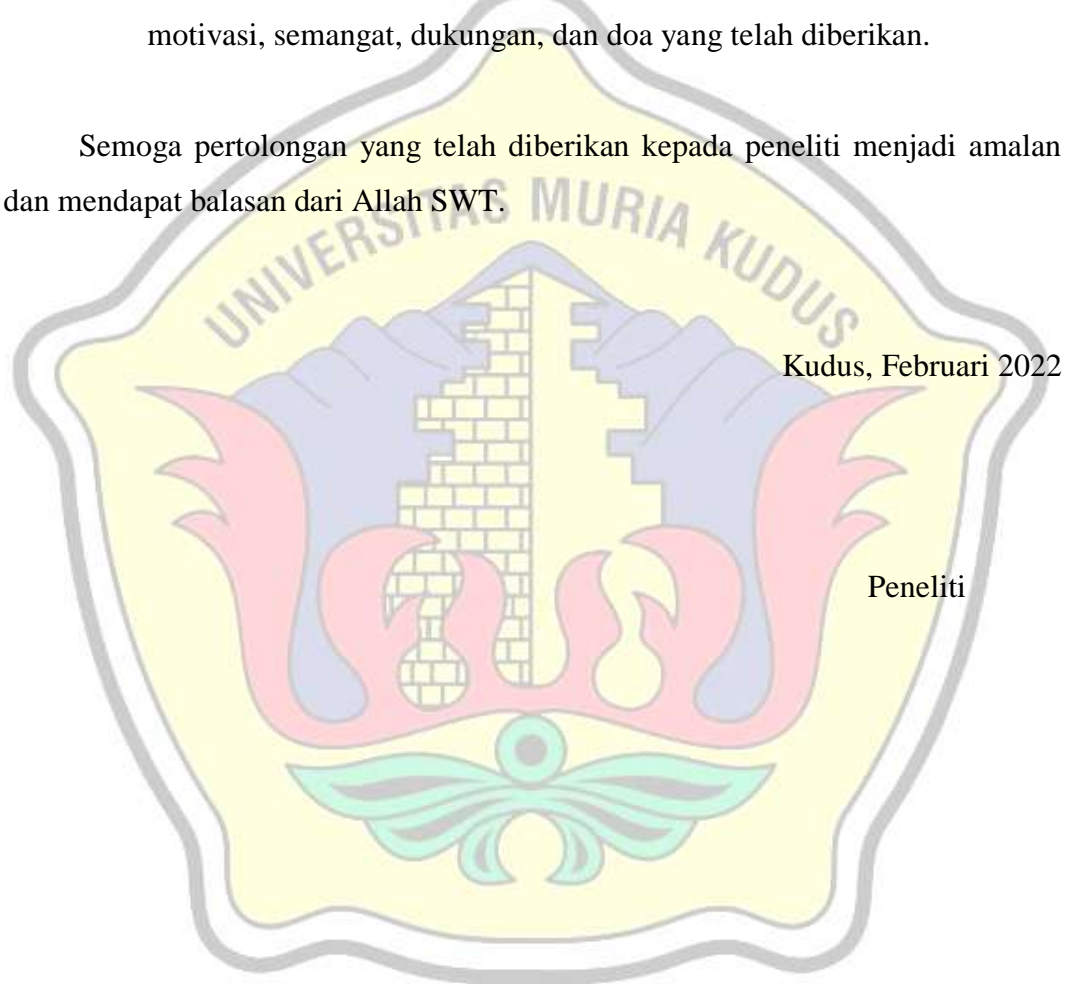 motivasi, semangat, dukungan, dan doa yang telah diberikan.
Semoga pertolongan yang telah diberikan kepada peneliti menjadi amalan
dan mendapat balasan dari Allah SWT.
UNIVERSITAS MURIA KUDUS
Kudus, Februari 2022
Peneliti